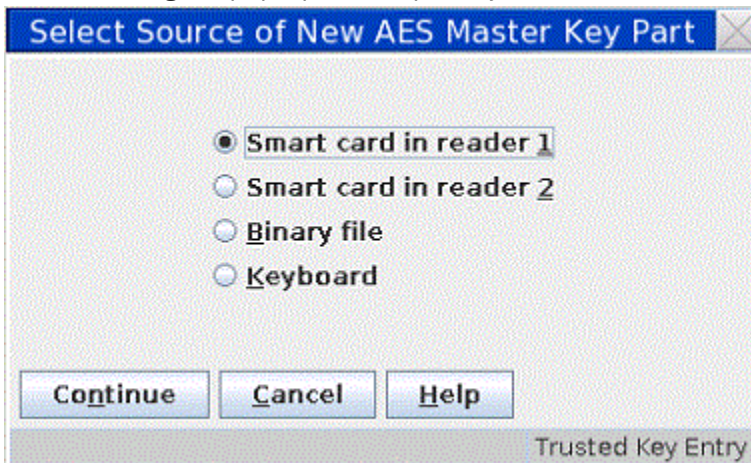 Select Source of New AES Master Key Part
Smart card in reader 1
Smart card in reader 2
Binary file
Keyboard
Continue Cancel Help
Trusted Key Entry